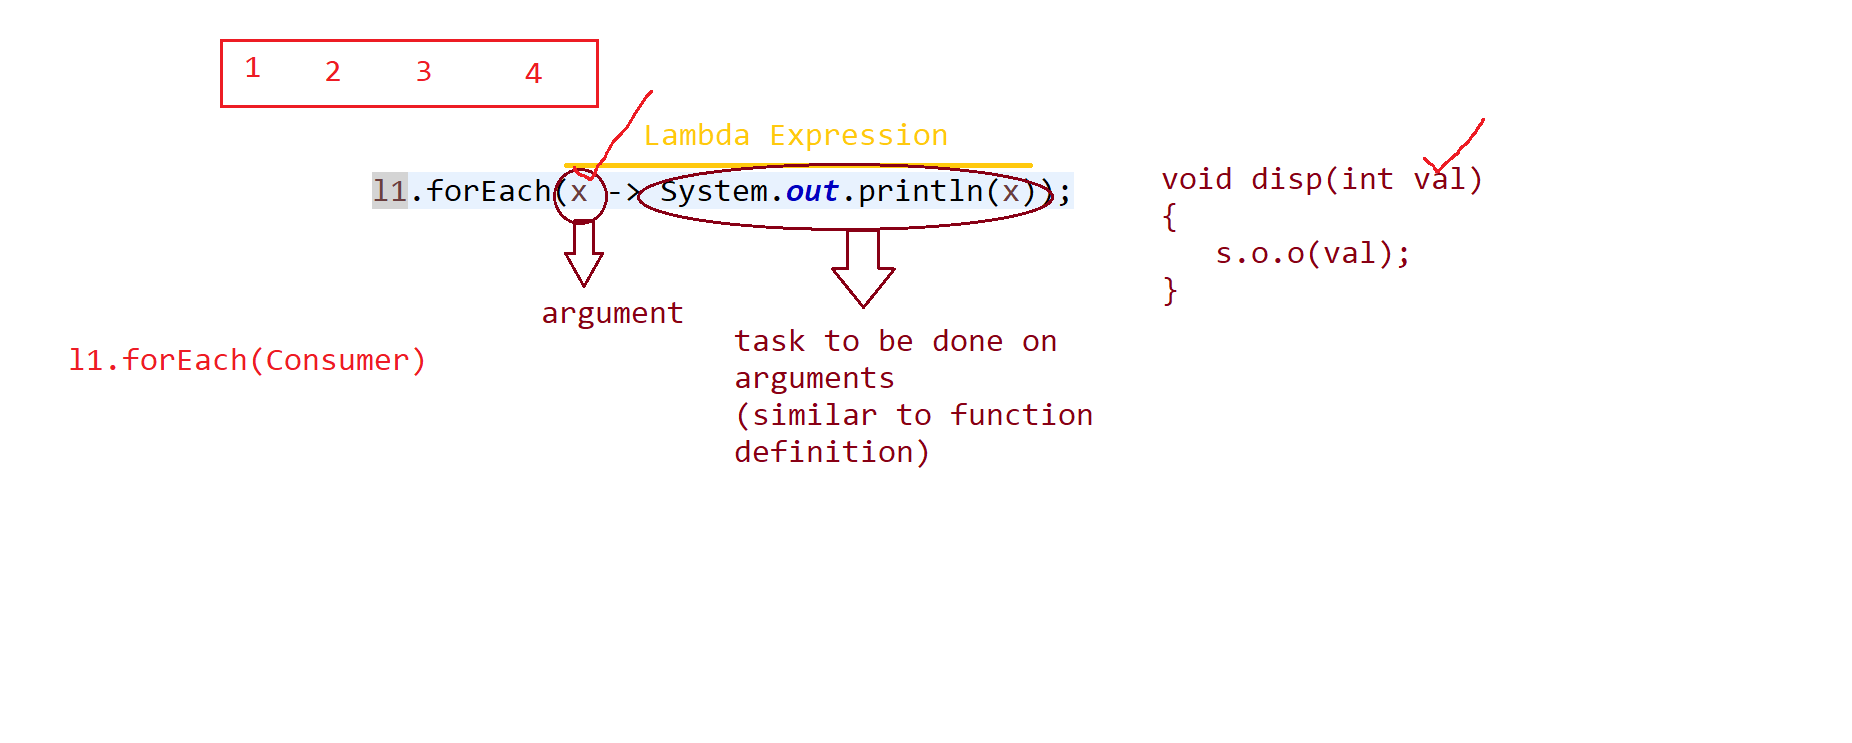 1 2 3 4
Lambda Expression
l1.forEach(x -> System.out.println(x));
void disp(int val)
{
s.o.o(val);
}
argument
task to be done on
arguments
(similar to function
definition)
l1.forEach(Consumer)